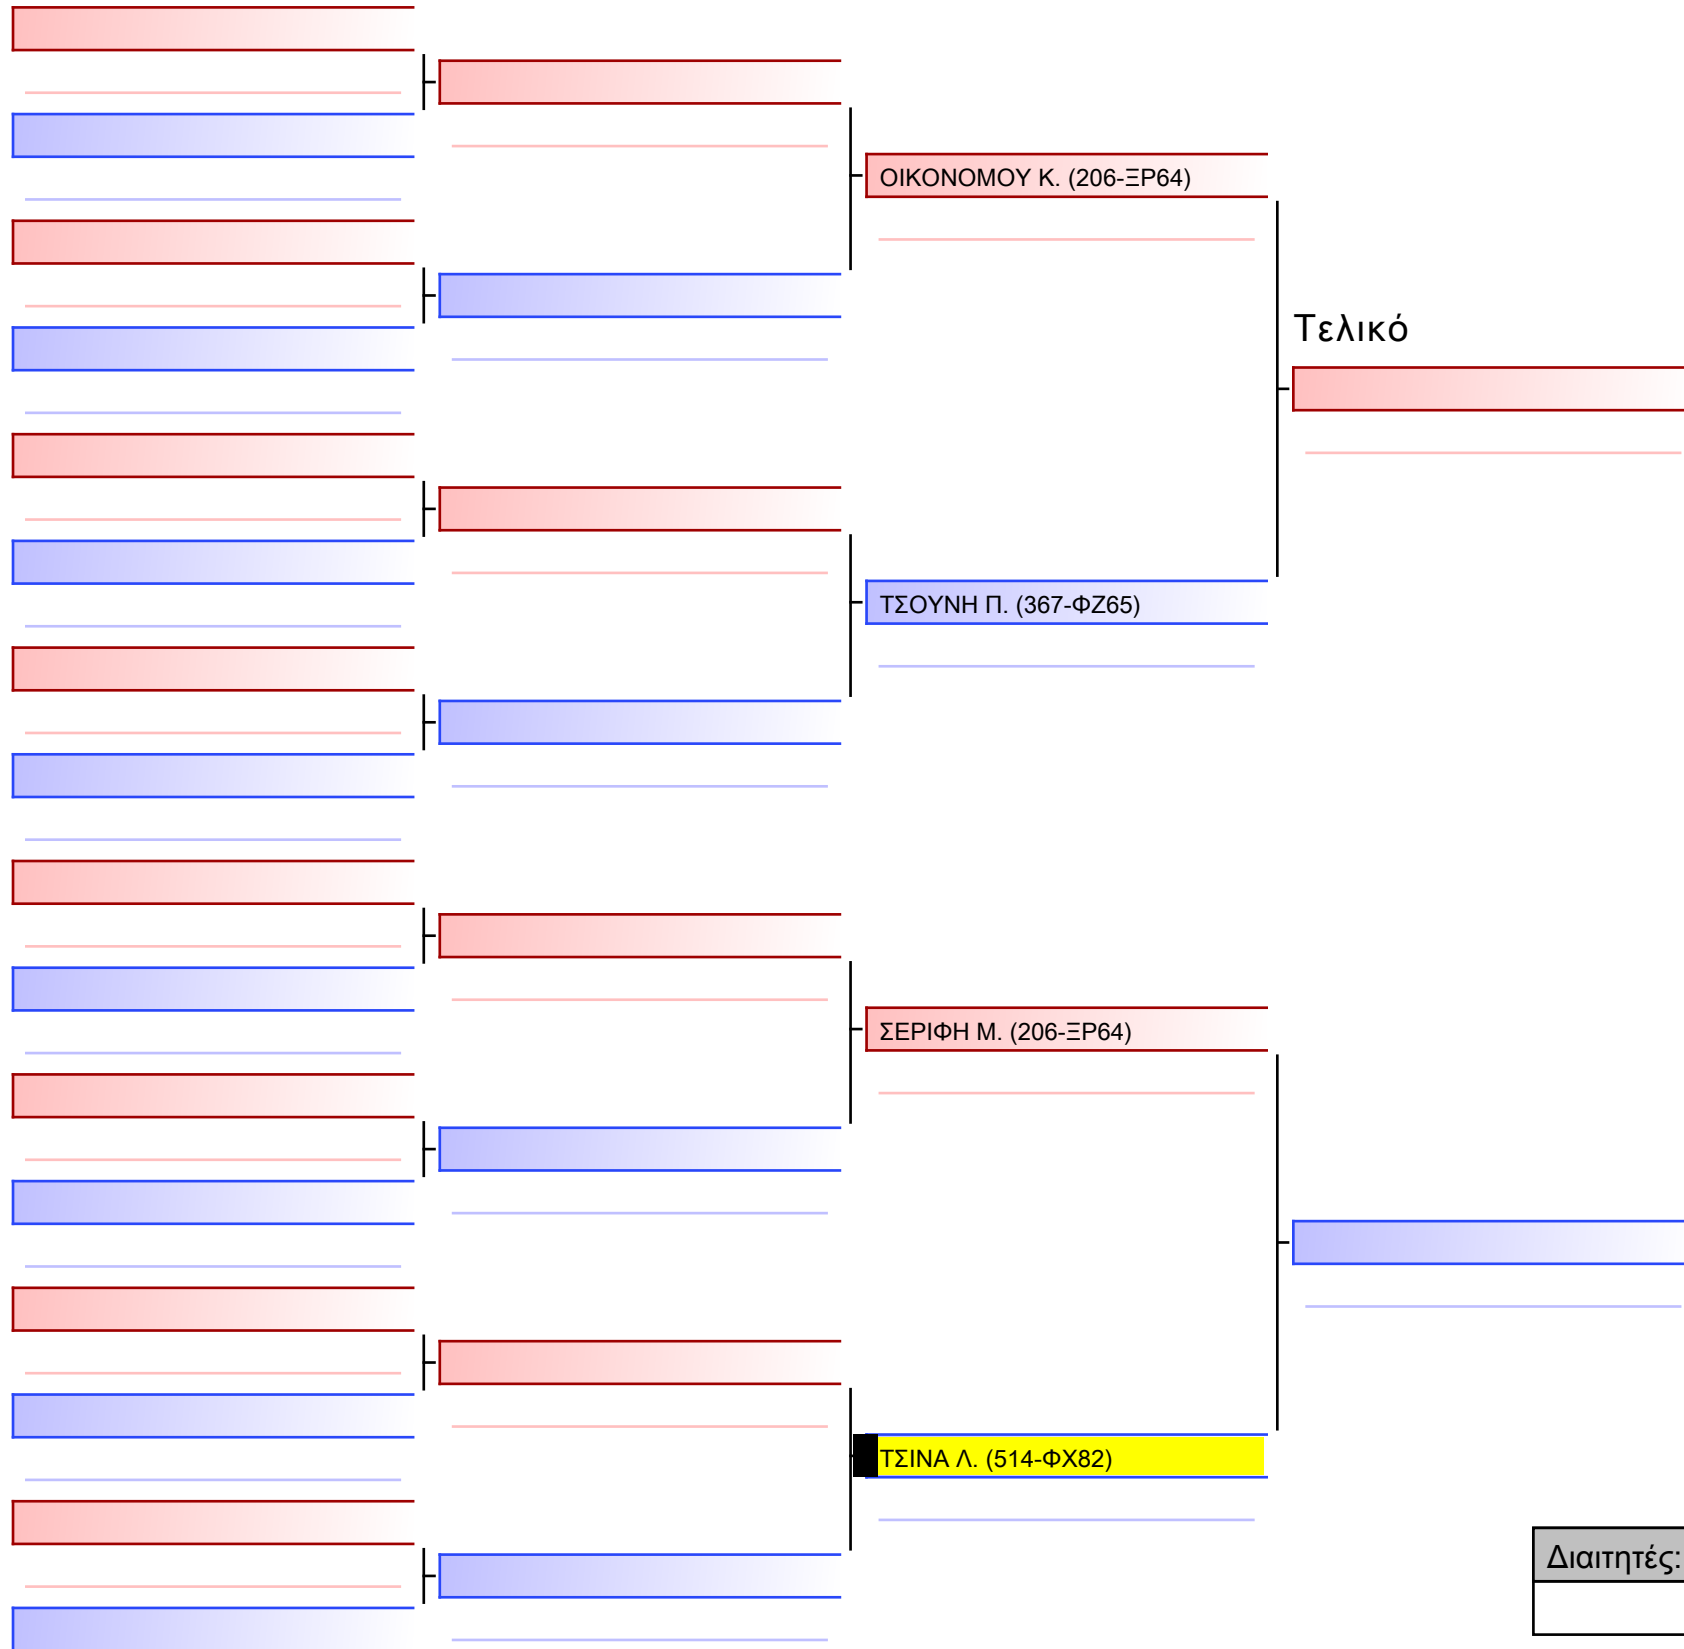 ΟΙΚΟΝΟΜΟΥ Κ. (206-ΞΡ64)
Τελικό
ΤΣΟΥΝΗ Π. (367-ΦΖ65)
ΣΕΡΙΦΗ Μ. (206-ΞΡ64)
ΤΣΙΝΑ Λ. (514-ΦΧ82)
Διαιτητές: